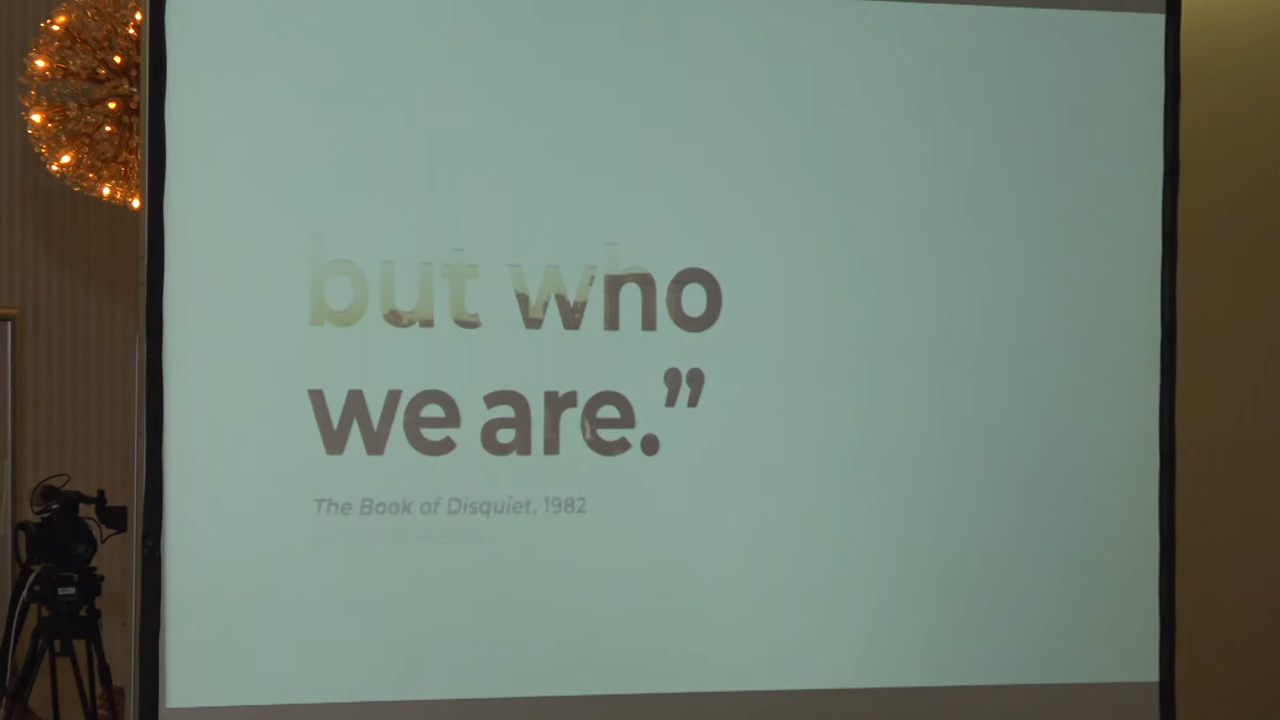 but who
we are.”
The Book of Disquiet, 1982